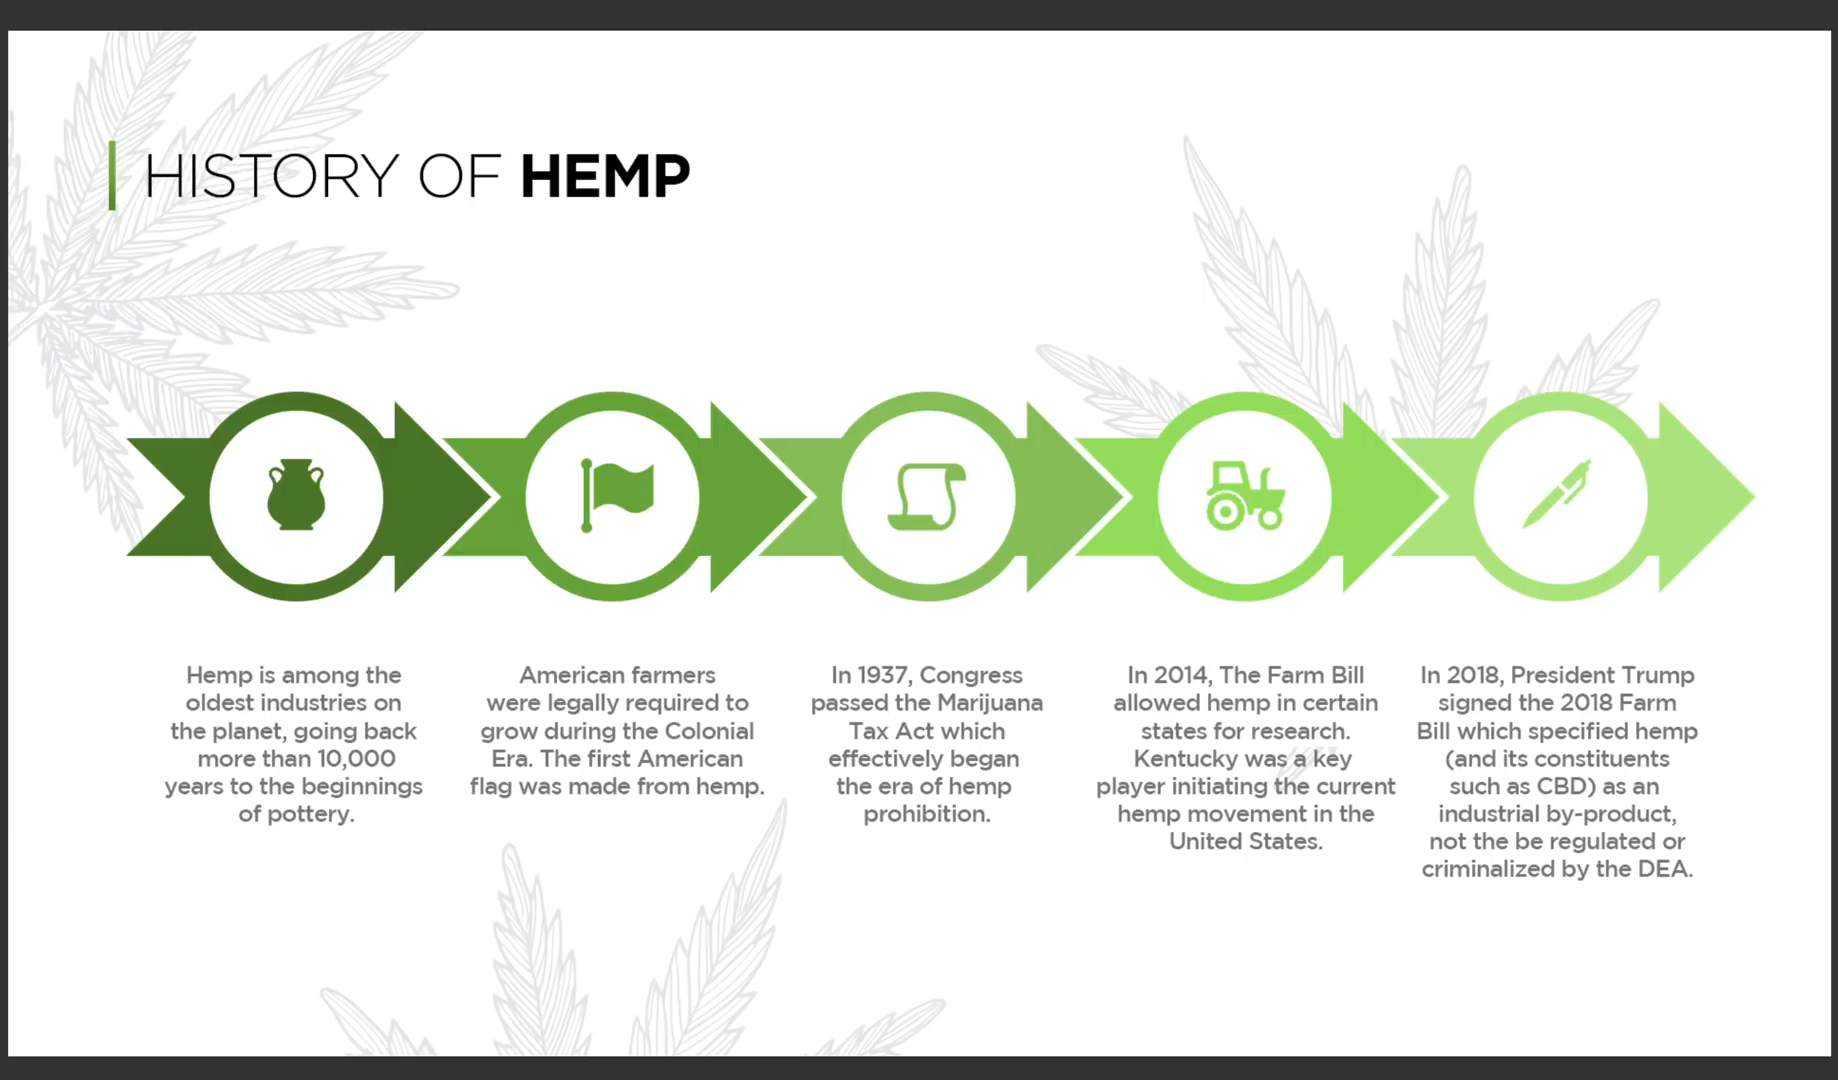 HISTORY OF HEMP
Hemp is among the
oldest industries on
the planet, going back
more than 10,000
years to the beginnings
of pottery.
American farmers
were legally required to
grow during the Colonial
Era. The first American
flag was made from hemp.
In 1937, Congress
passed the Marijuana
Tax Act which
effectively began
the era of hemp
prohibition.
In 2014, The Farm Bill
allowed hemp in certain
states for research.
Kentucky was a key
player initiating the current
hemp movement in the
United States.
In 2018, President Trump
signed the 2018 Farm
Bill which specified hemp
(and its constituents
such as CBD) as an
industrial by-product,
not the be regulated or
criminalized by the DEA.